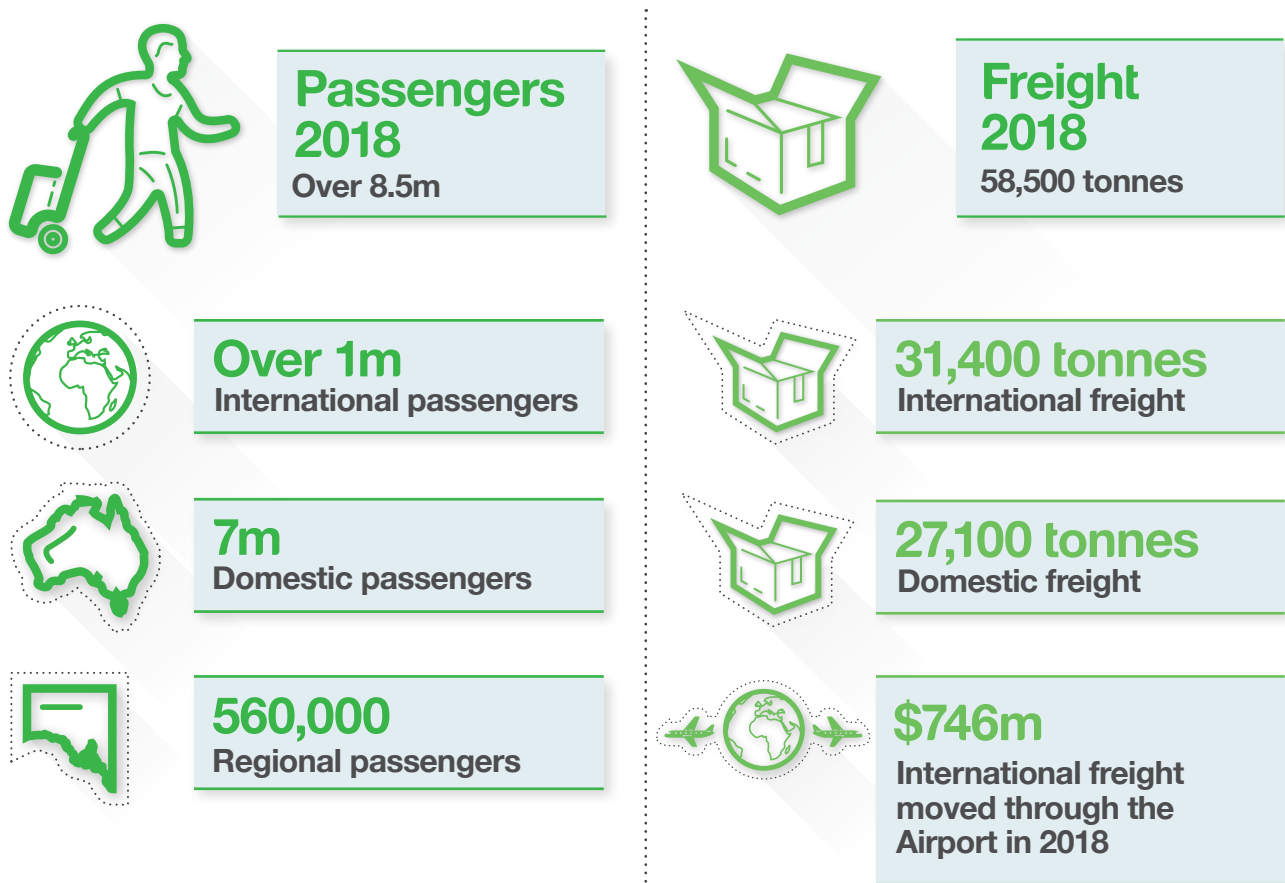 Passengers
2018
Over 8.5m
Over 1m
International passengers
7m
Domestic passengers
560,000
Regional passengers
Freight
2018
58,500 tonnes
31,400 tonnes
International freight
27,100 tonnes
Domestic freight
$746m
International freight
moved through the
Airport in 2018